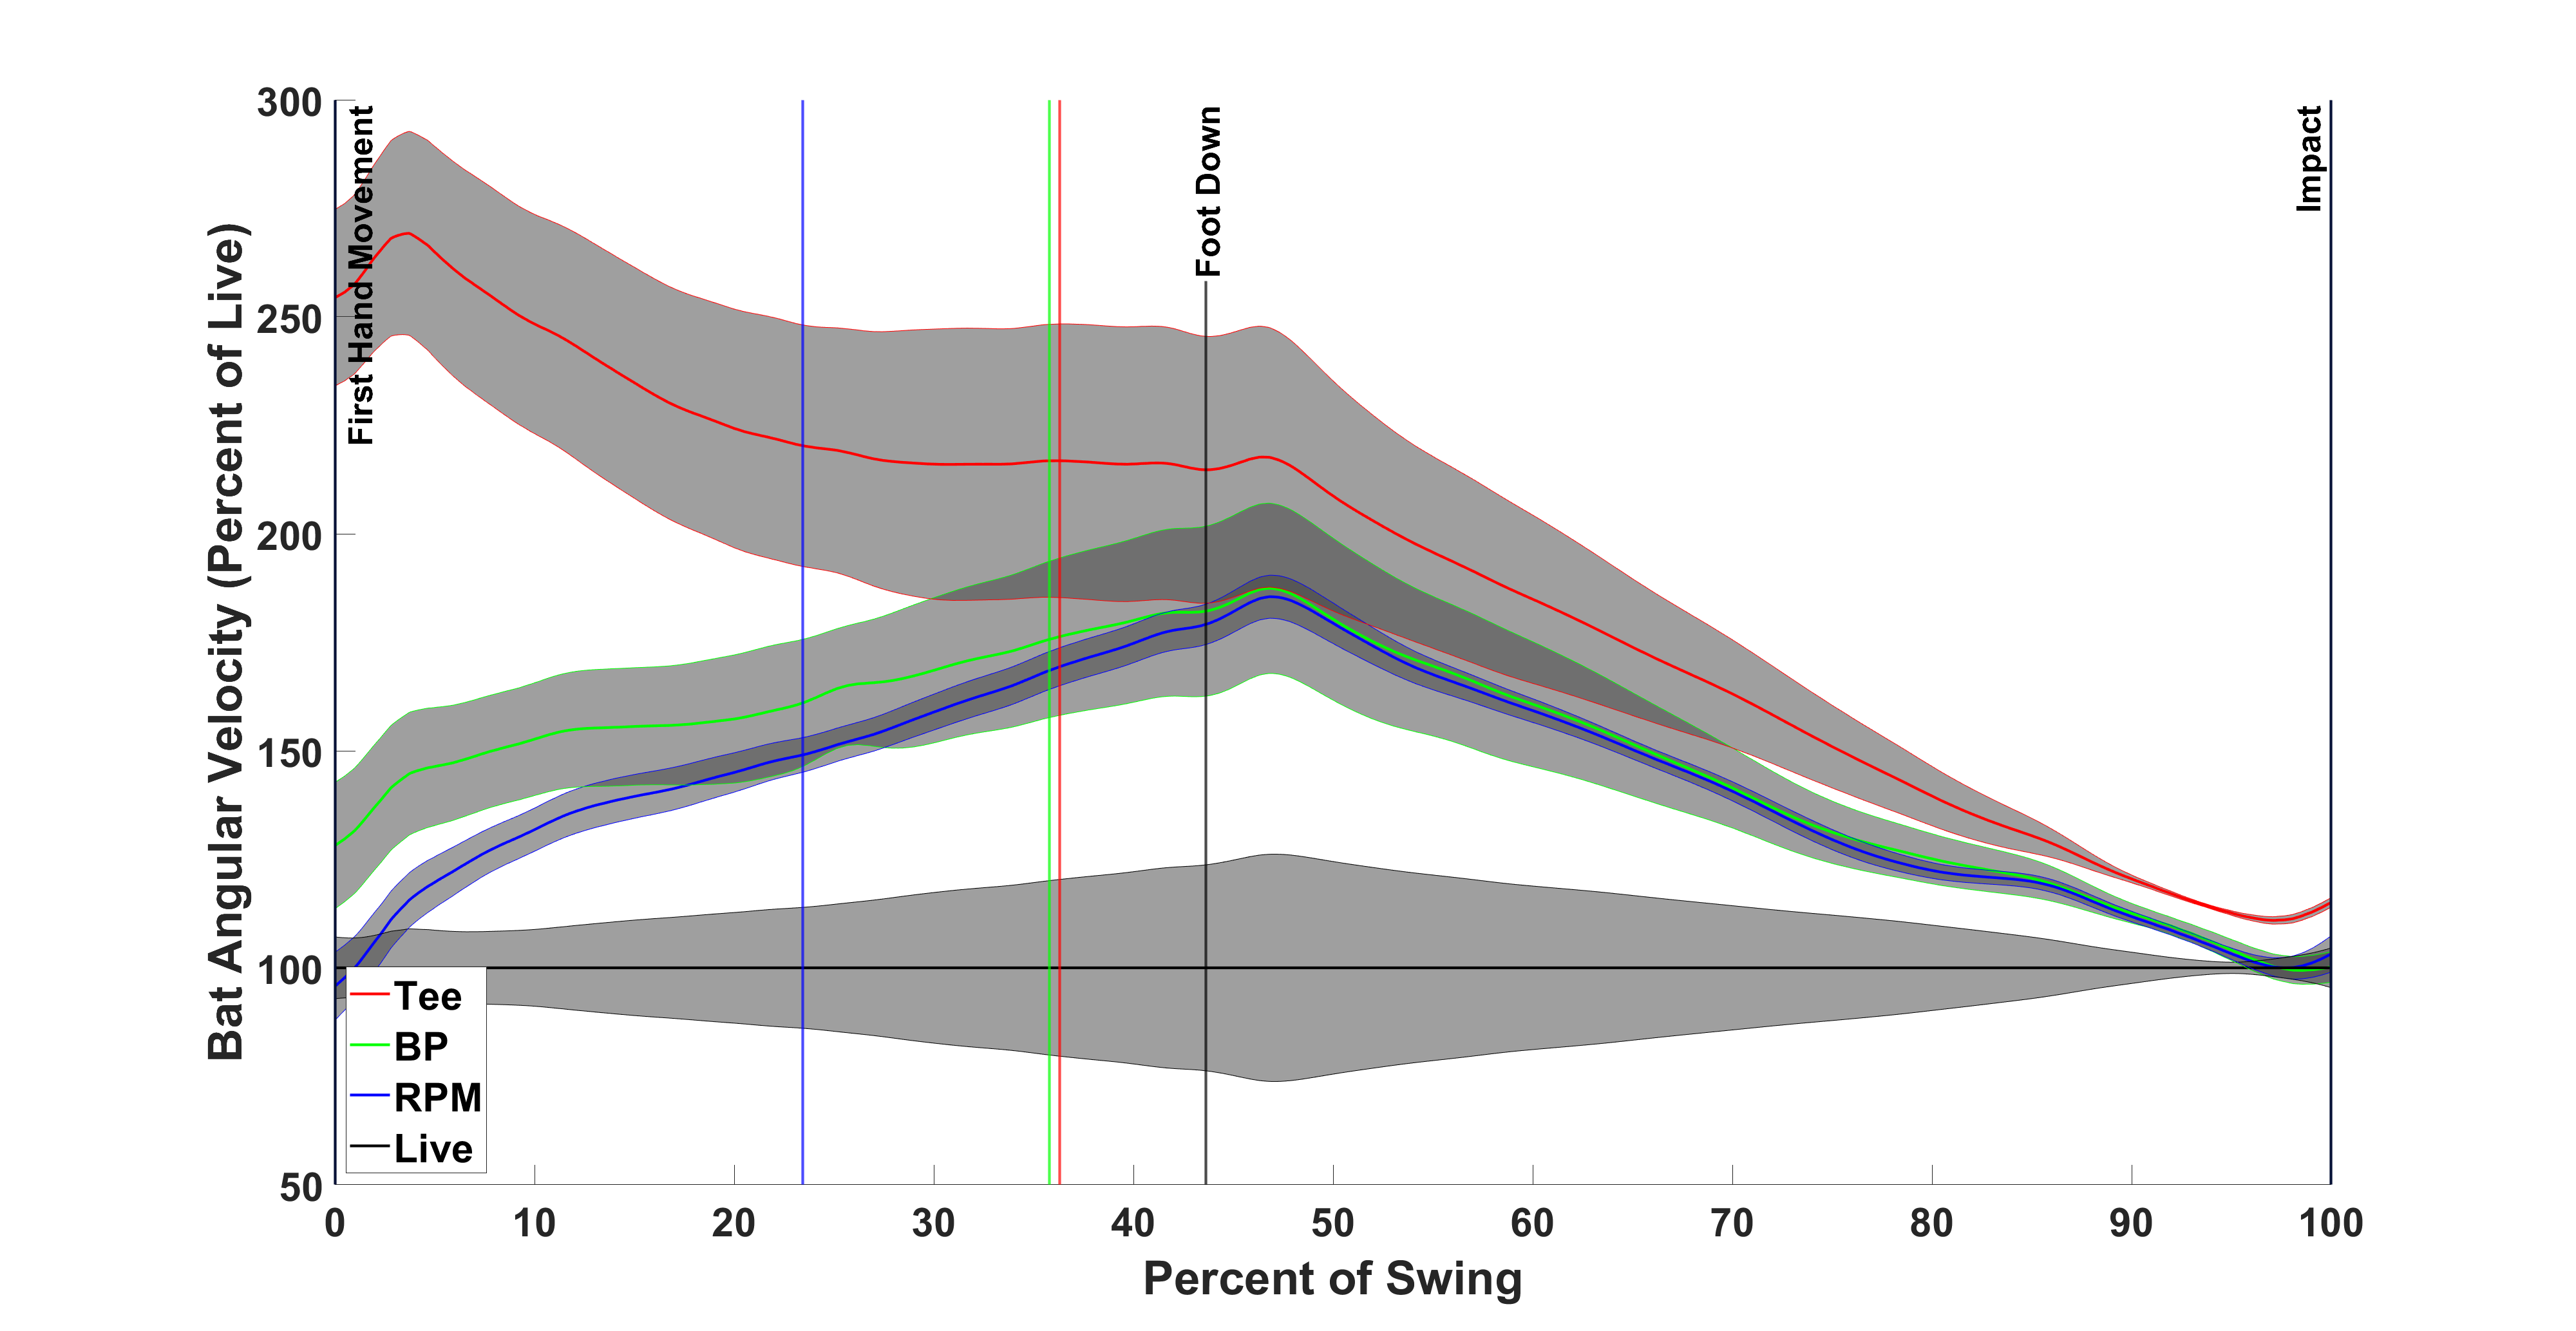 Bat Angular Velocity (Percent of Live)
300
250
200
150
100
50
First Hand Movement
Foot Down
Impact
Tee
BP
RPM
Live
0 10 20 30 40 50 60 70 80 90 100
Percent of Swing